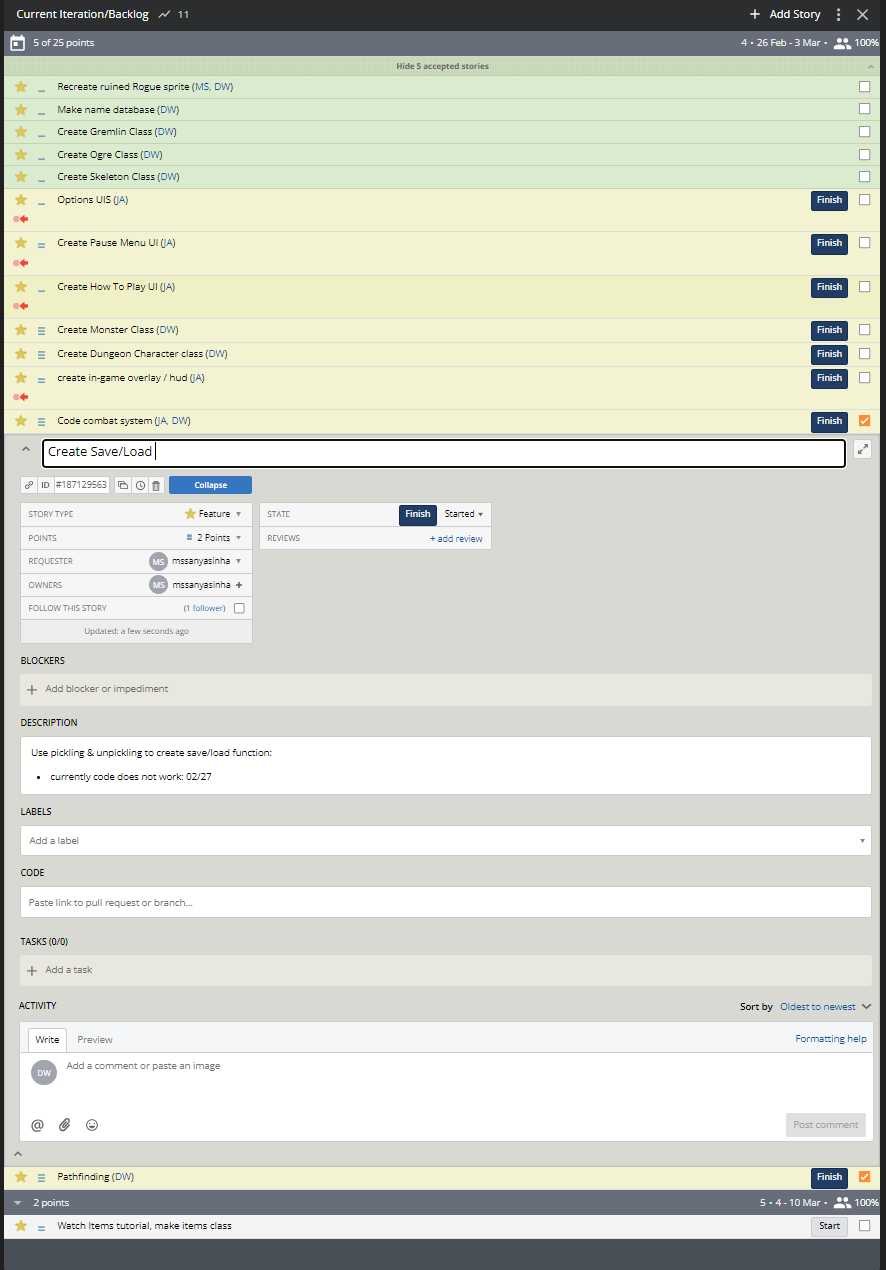 Current Iteration/Backlog 11 + Add Story
5 of 25 points 4 • 26 Feb - 3 Mar • 100%
Hide 5 accepted stories
Recreate ruined Rogue sprite (MS, DW)
Make name database (DW)
Create Gremlin Class (DW)
Create Ogre Class (DW)
Create Skeleton Class (DW)
Options UIS (JA) Finish
Create Pause Menu UI (JA) Finish
Create How To Play UI (JA) Finish
Create Monster Class (DW) Finish
Create Dungeon Character class (DW) Finish
create in-game overlay / hud (JA) Finish
Code combat system (JA, DW) Finish
Create Save/Load
ID #187129563 Collapse
STORY TYPE Feature STATE Finish Started
POINTS 2 Points REVIEWS + add review
REQUESTER MS mssanyasinha
OWNERS MS mssanyasinha +
FOLLOW THIS STORY (1 follower)
Updated: a few seconds ago
BLOCKERS
+ Add blocker or impediment
DESCRIPTION
Use pickling & unpickling to create save/load function:
• currently code does not work: 02/27
LABELS
Add a label
CODE
Paste link to pull request or branch...
TASKS (0/0)
+ Add a task
ACTIVITY Sort by Oldest to newest
Write Preview Formatting help
DW Add a comment or paste an image
@ Post comment
Pathfinding (DW) Finish
2 points 5 • 4 - 10 Mar • 100%
Watch Items tutorial, make items class Start